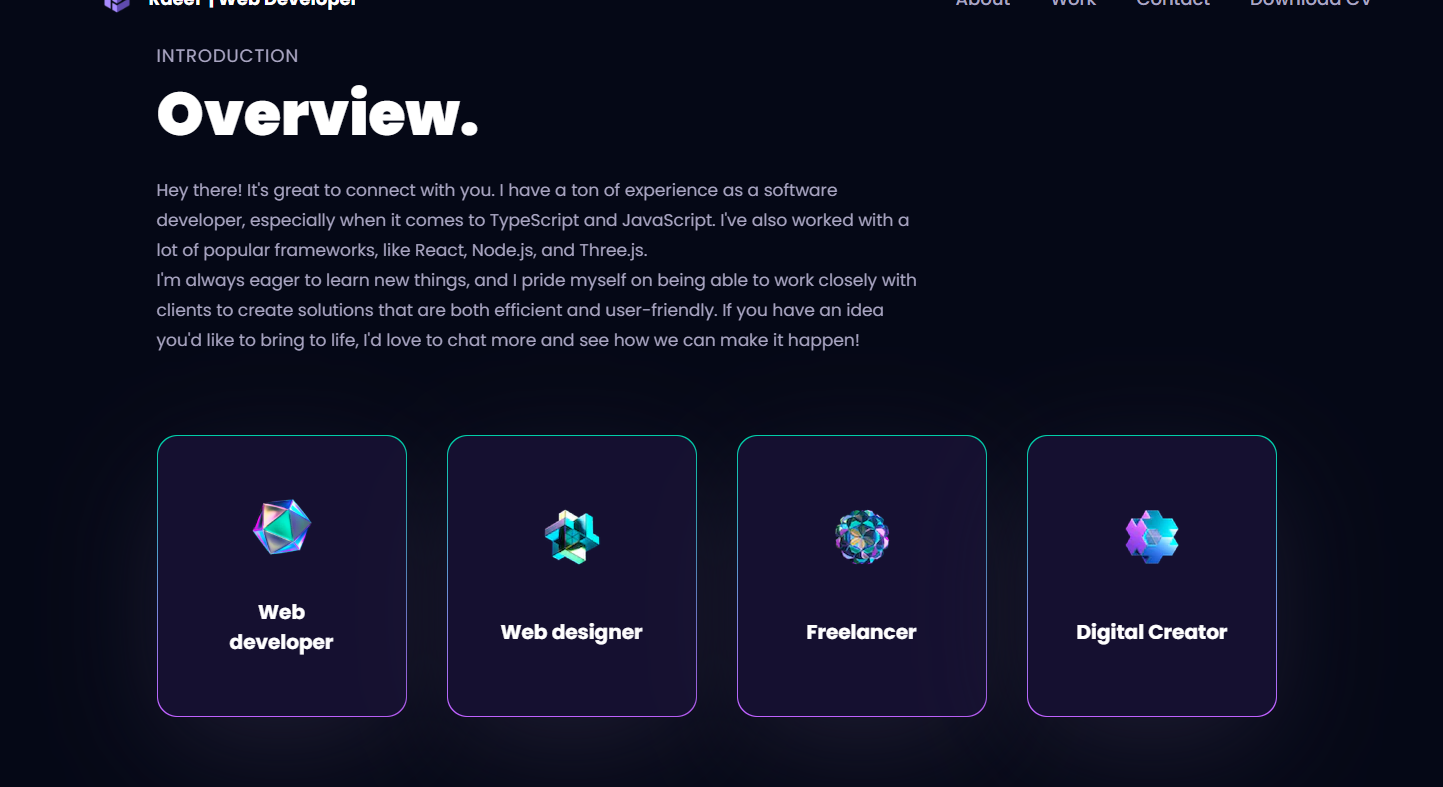 | Web Developer
About Work Contact Download CV
INTRODUCTION
Overview.
Hey there! It's great to connect with you. I have a ton of experience as a software
developer, especially when it comes to TypeScript and JavaScript. I've also worked with a
lot of popular frameworks, like React, Node.js, and Three.js.
I'm always eager to learn new things, and I pride myself on being able to work closely with
clients to create solutions that are both efficient and user-friendly. If you have an idea
you'd like to bring to life, I'd love to chat more and see how we can make it happen!
Web
developer
Web designer
Freelancer
Digital Creator